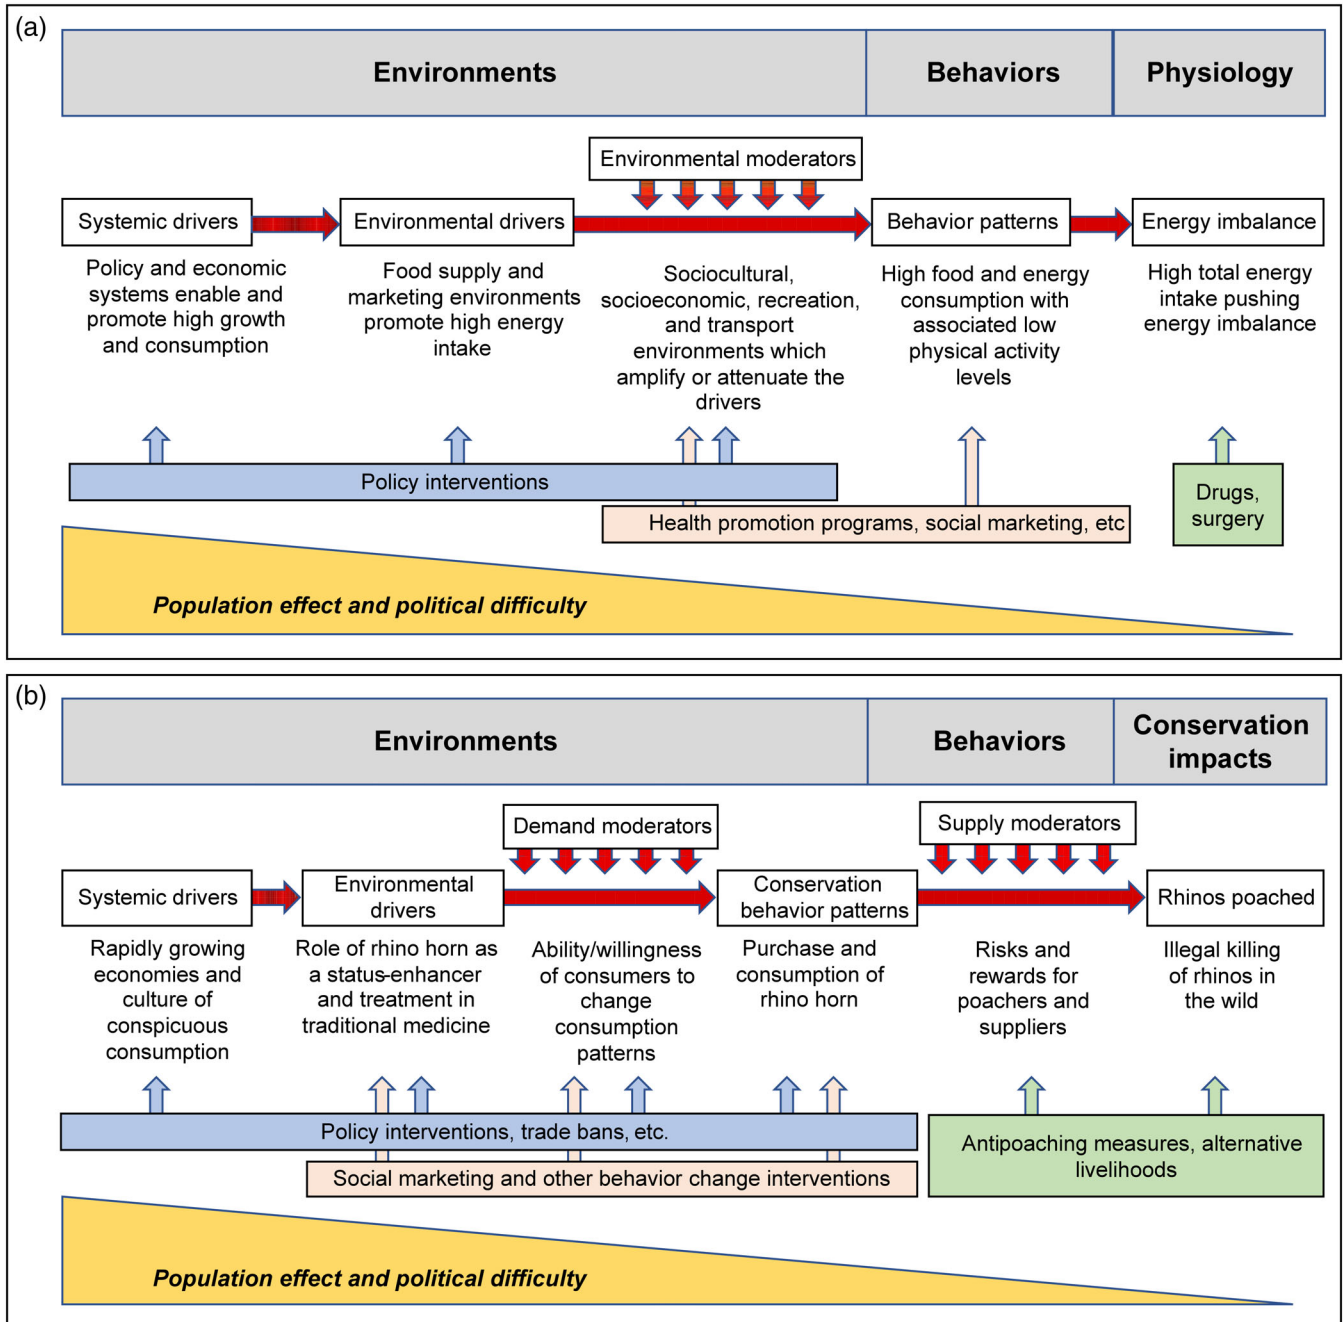 (a)
Environments
Behaviors
Physiology
Environmental moderators
Systemic drivers
Environmental drivers
Behavior patterns
Energy imbalance
Policy and economic
systems enable and
promote high growth
and consumption
Food supply and
marketing environments
promote high energy
intake
Sociocultural,
socioeconomic, recreation,
and transport
environments which
amplify or attenuate the
drivers
High food and energy
consumption with
associated low
physical activity
levels
High total energy
intake pushing
energy imbalance
Policy interventions
Health promotion programs, social marketing, etc
Drugs,
surgery
Population effect and political difficulty
(b)
Environments
Behaviors
Conservation
impacts
Demand moderators
Supply moderators
Systemic drivers
Environmental
drivers
Conservation
behavior patterns
Rhinos poached
Rapidly growing
economies and
culture of
conspicuous
consumption
Role of rhino horn as
a status-enhancer
and treatment in
traditional medicine
Ability/willingness
of consumers to
change
consumption
patterns
Purchase and
consumption of
rhino horn
Risks and
rewards for
poachers and
suppliers
Illegal killing
of rhinos in
the wild
Policy interventions, trade bans, etc.
Social marketing and other behavior change interventions
Antipoaching measures, alternative
livelihoods
Population effect and political difficulty